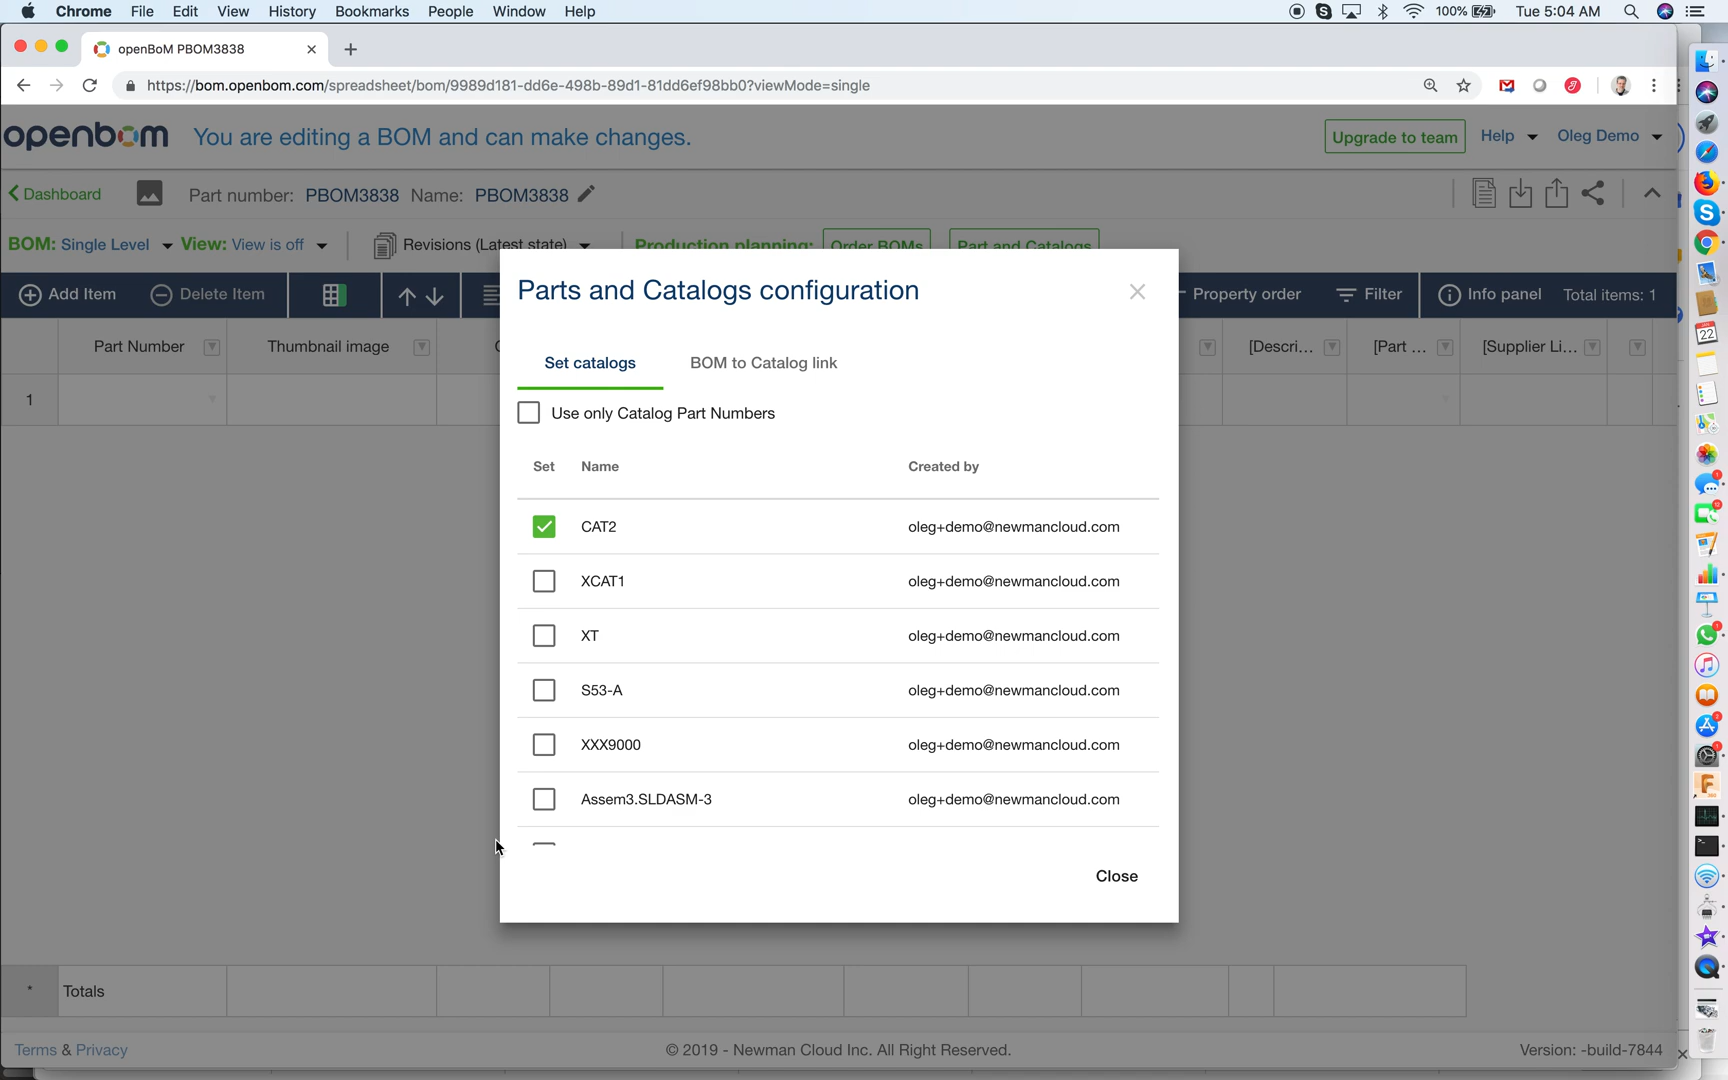 Chrome File Edit View History Bookmarks People Window Help 100% Tue 5:04 AM
openBoM PBOM3838
https://bom.openbom.com/spreadsheet/bom/9989d181-dd6e-498b-89d1-81dd6ef98bb0?viewMode=single
openbom You are editing a BOM and can make changes. Upgrade to team Help Oleg Demo
Dashboard Part number: PBOM3838 Name: PBOM3838
BOM: Single Level View: View is off Revisions (Latest state) Production planning: Order BOMs Part and Catalogs
Add Item Delete Item Property order Filter Info panel Total items: 1
Part Number Thumbnail image [Descri... [Part ... [Supplier Li...
1
Parts and Catalogs configuration
Set catalogs BOM to Catalog link
Use only Catalog Part Numbers
Set Name Created by
CAT2 oleg+demo@newmancloud.com
XCAT1 oleg+demo@newmancloud.com
XT oleg+demo@newmancloud.com
S53-A oleg+demo@newmancloud.com
XXX9000 oleg+demo@newmancloud.com
Assem3.SLDASM-3 oleg+demo@newmancloud.com
Close
* Totals
Terms & Privacy © 2019 - Newman Cloud Inc. All Right Reserved. Version: -build-7844
22